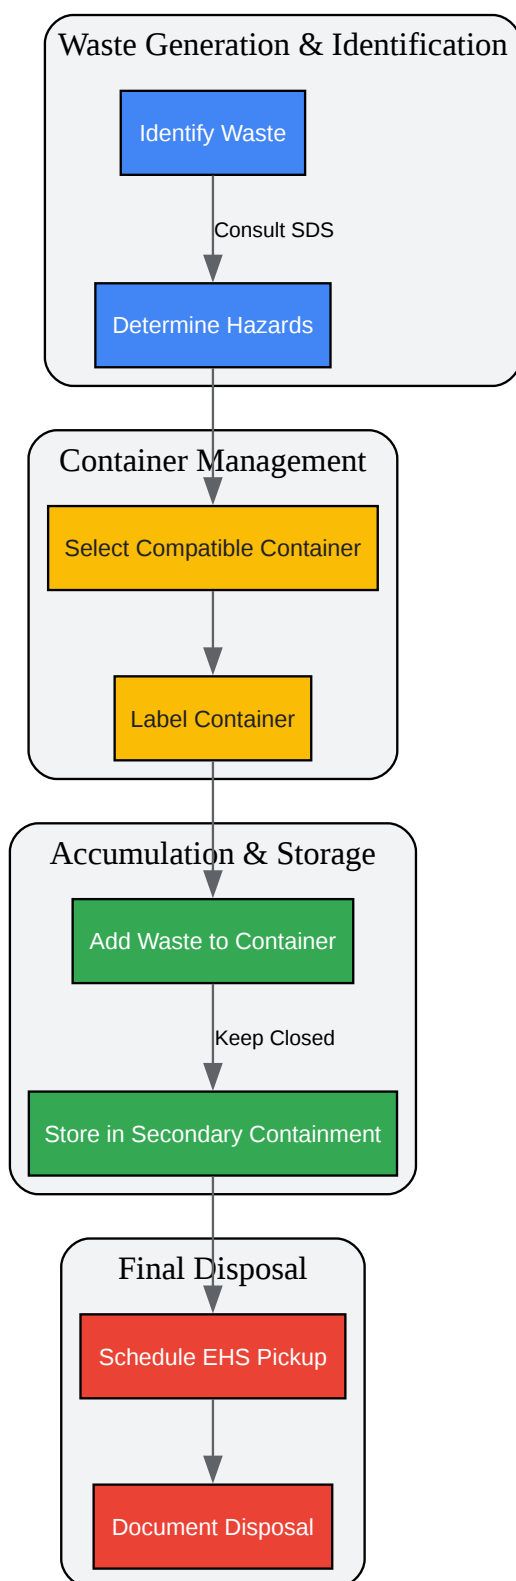 Waste Generation & Identification
Identify Waste
Consult SDS
Determine Hazards
Container Management
Select Compatible Container
Label Container
Accumulation & Storage
Add Waste to Container
Keep Closed
Store in Secondary Containment
Final Disposal
Schedule EHS Pickup
Document Disposal